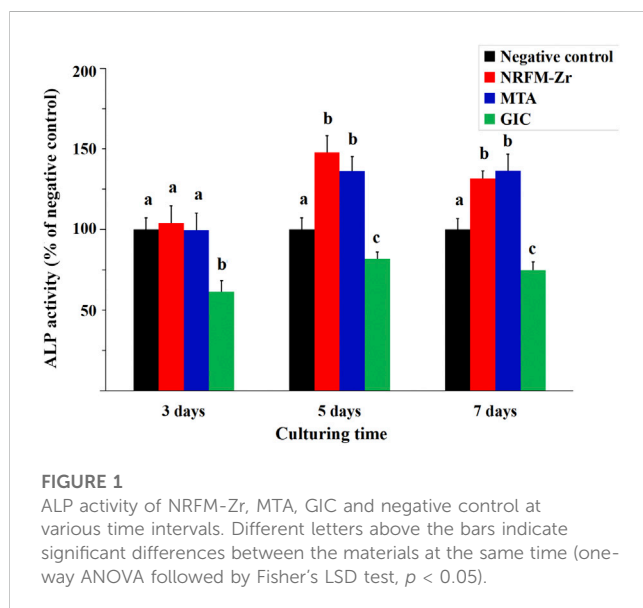 Negative control
NRFM-Zr
MTA
GIC
200
150
100
50
ALP activity (% of negative control)
a a a b
a b b c
a b b c
3 days 5 days 7 days
Culturing time
FIGURE 1
ALP activity of NRFM-Zr, MTA, GIC and negative control at
various time intervals. Different letters above the bars indicate
significant differences between the materials at the same time (one-
way ANOVA followed by Fisher's LSD test, p < 0.05).